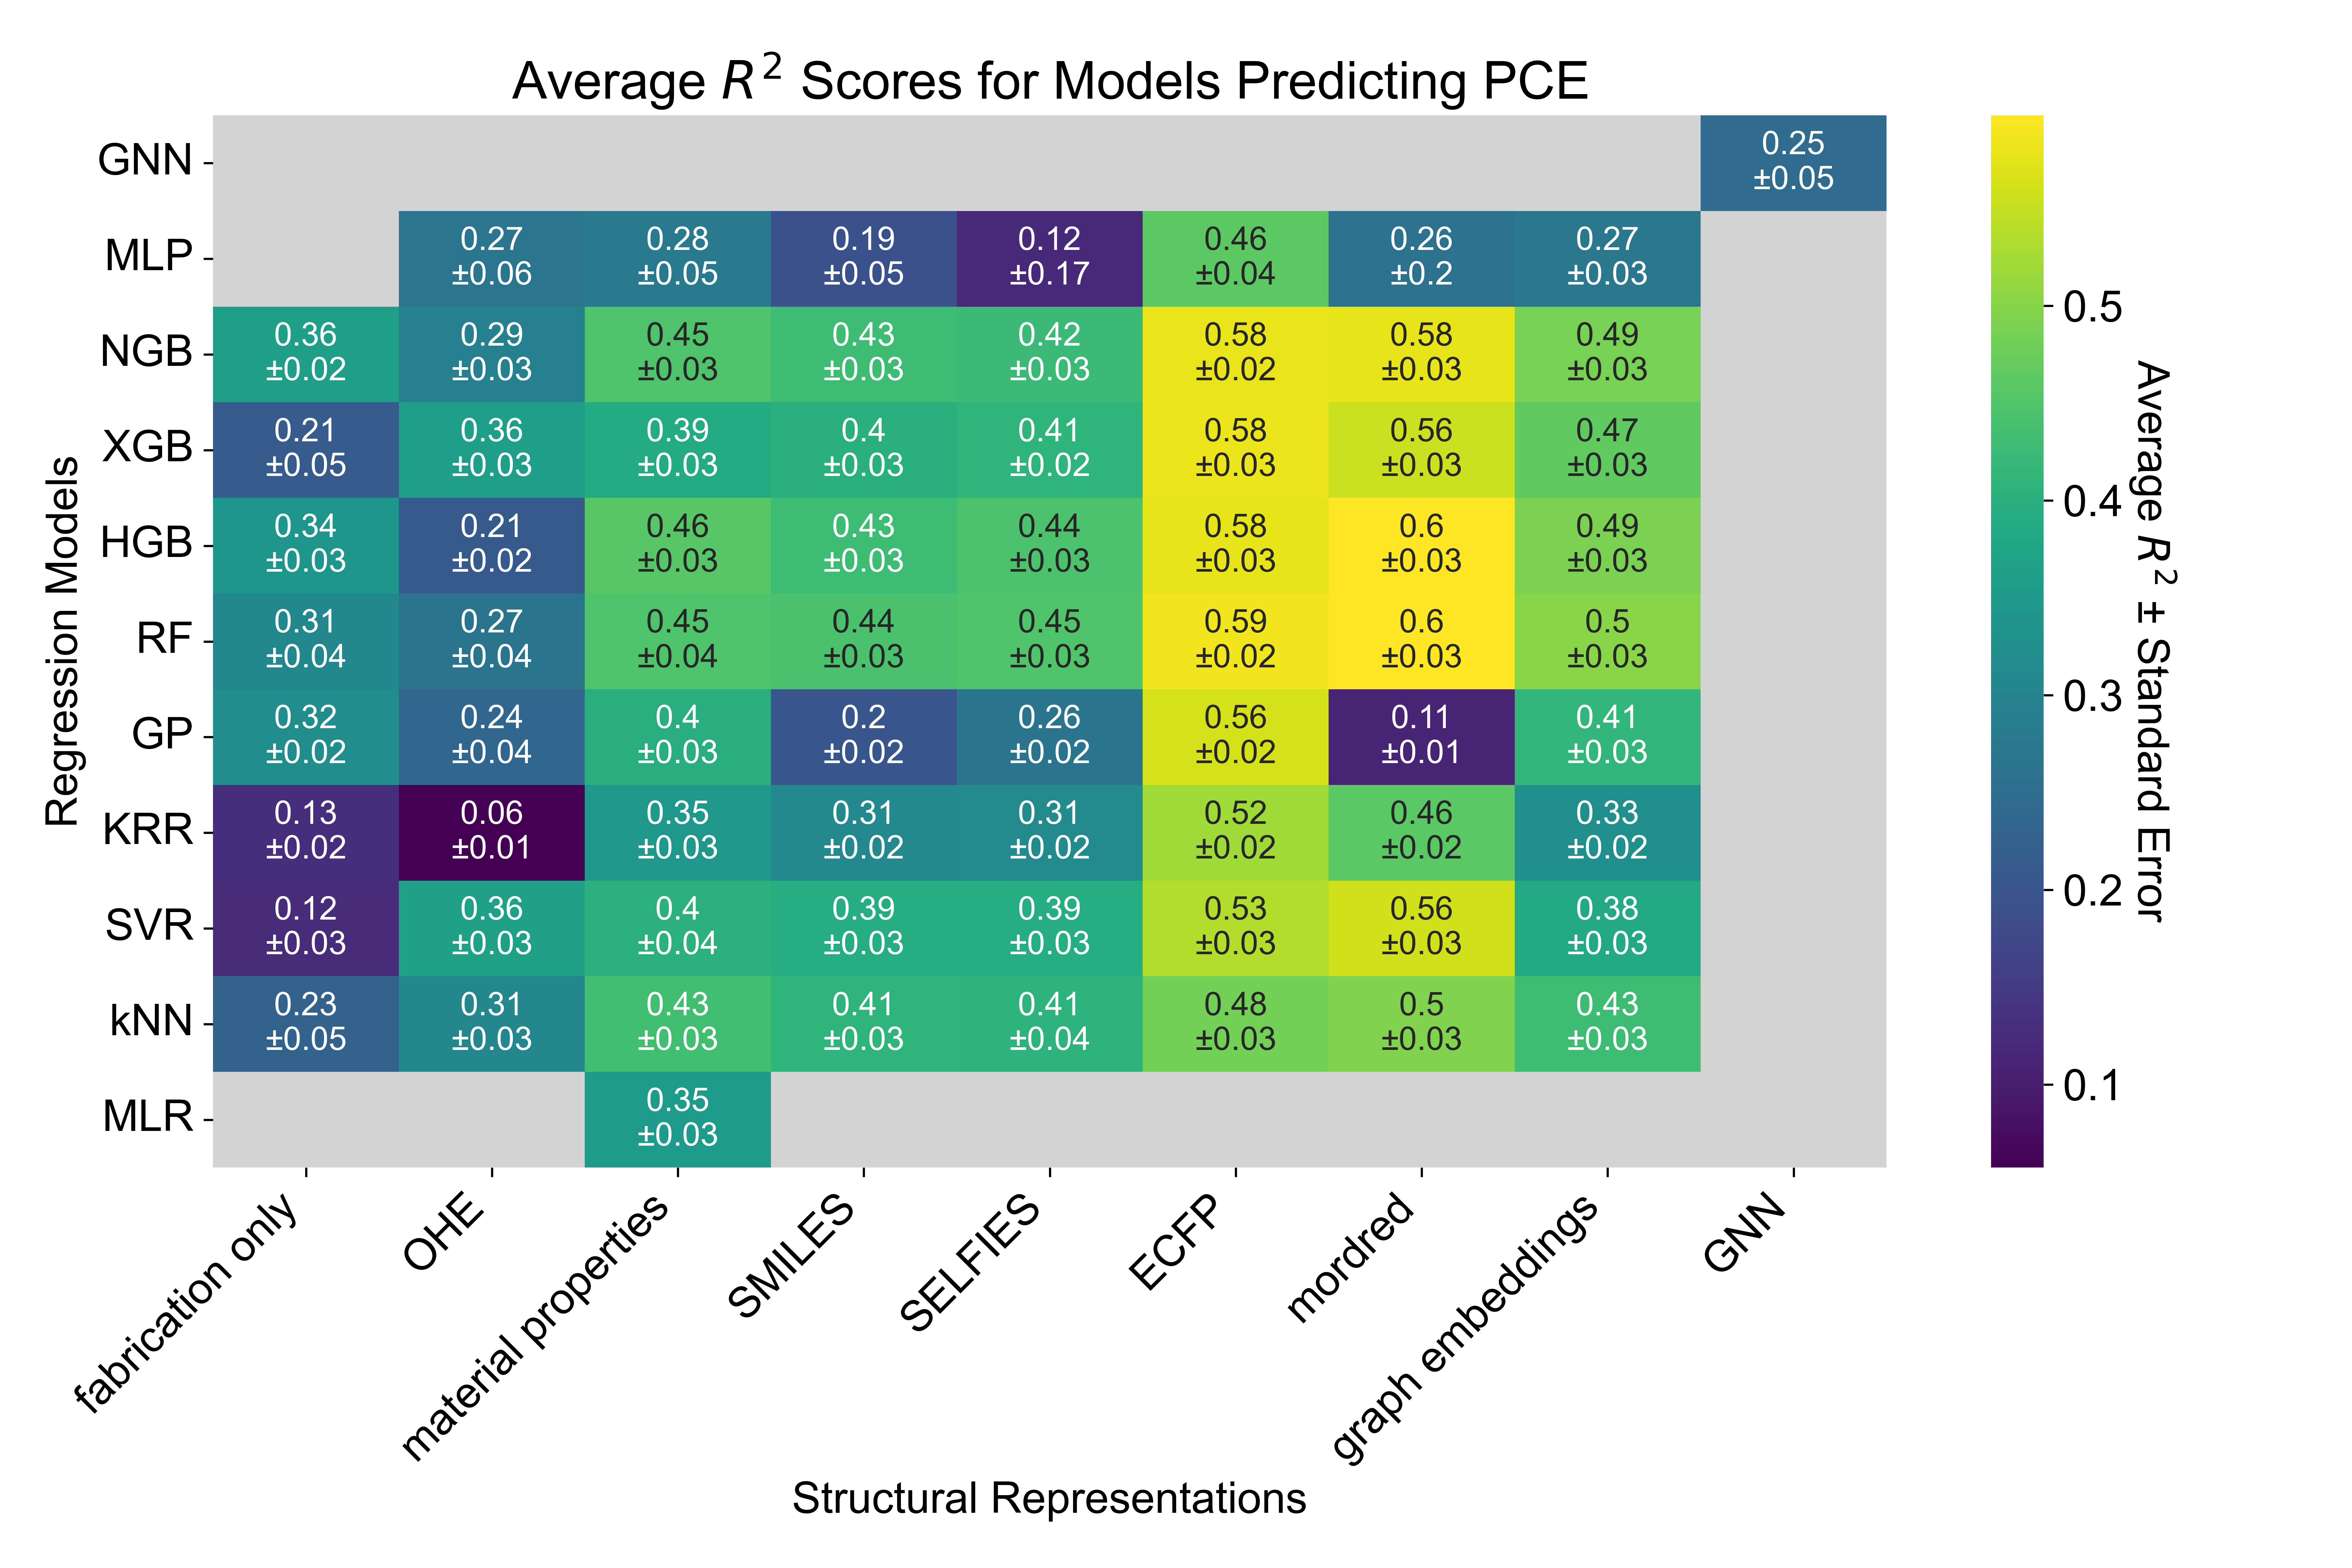 Average R² Scores for Models Predicting PCE
Regression Models
GNN
0.25
±0.05
MLP
0.27 0.28 0.19 0.12 0.46 0.26 0.27
±0.06 ±0.05 ±0.05 ±0.17 ±0.04 ±0.2 ±0.03
NGB
0.36 0.29 0.45 0.43 0.42 0.58 0.58 0.49
±0.02 ±0.03 ±0.03 ±0.03 ±0.03 ±0.02 ±0.03 ±0.03
XGB
0.21 0.36 0.39 0.4 0.41 0.58 0.56 0.47
±0.05 ±0.03 ±0.03 ±0.03 ±0.02 ±0.03 ±0.03 ±0.03
HGB
0.34 0.21 0.46 0.43 0.44 0.58 0.6 0.49
±0.03 ±0.02 ±0.03 ±0.03 ±0.03 ±0.03 ±0.03 ±0.03
RF
0.31 0.27 0.45 0.44 0.45 0.59 0.6 0.5
±0.04 ±0.04 ±0.04 ±0.03 ±0.03 ±0.02 ±0.03 ±0.03
GP
0.32 0.24 0.4 0.2 0.26 0.56 0.11 0.41
±0.02 ±0.04 ±0.03 ±0.02 ±0.02 ±0.02 ±0.01 ±0.03
KRR
0.13 0.06 0.35 0.31 0.31 0.52 0.46 0.33
±0.02 ±0.01 ±0.03 ±0.02 ±0.02 ±0.02 ±0.02 ±0.02
SVR
0.12 0.36 0.4 0.39 0.39 0.53 0.56 0.38
±0.03 ±0.03 ±0.04 ±0.03 ±0.03 ±0.03 ±0.03 ±0.03
kNN
0.23 0.31 0.43 0.41 0.41 0.48 0.5 0.43
±0.05 ±0.03 ±0.03 ±0.03 ±0.04 ±0.03 ±0.03 ±0.03
MLR
0.35
±0.03
fabrication only
OHE
material properties
SMILES
SELFIES
ECFP
mordred
graph embeddings
GNN
Structural Representations
0.5
0.4
0.3
0.2
0.1
Average R² ± Standard Error